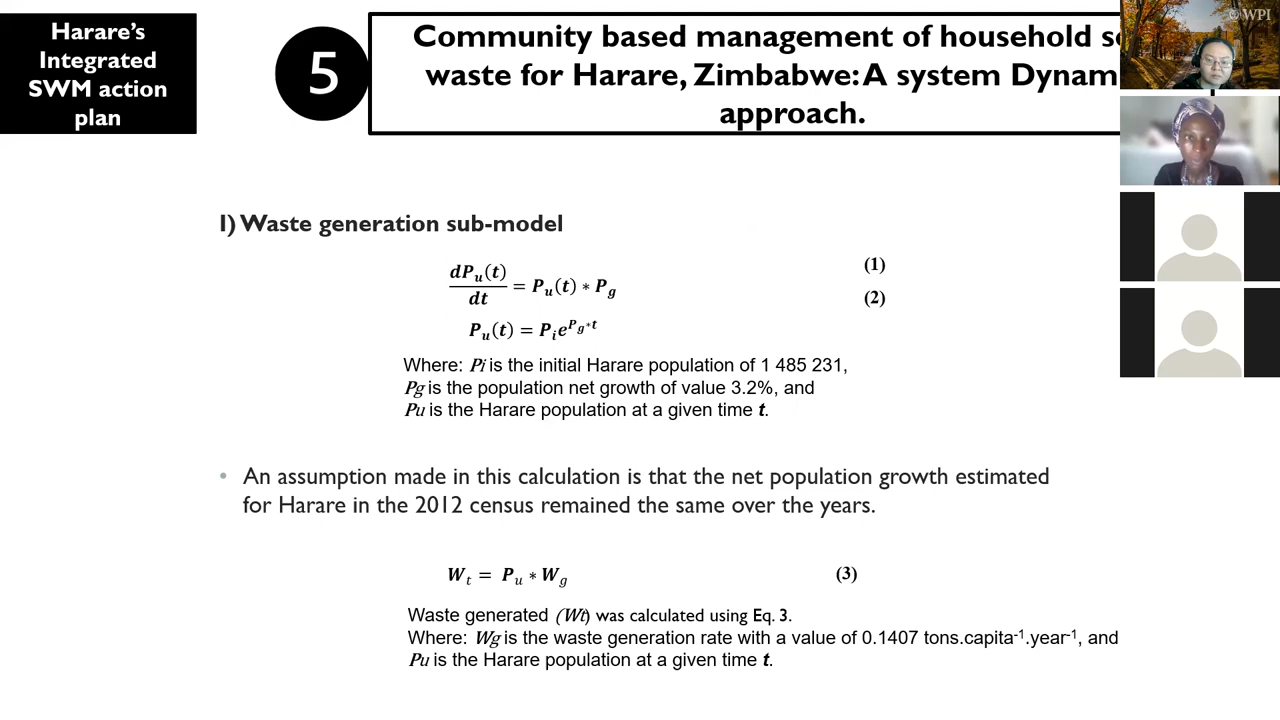 Harare's
Integrated
SWM action
plan
5
Community based management of household
waste for Harare, Zimbabwe: A system
approach.
© WPI
1) Waste generation sub-model
dPᵤ(t)/dt = Pᵤ(t) ∗ P_g
(1)
(2)
Pᵤ(t) = Pᵢe^(P_g∗t)
Where: Pi is the initial Harare population of 1 485 231,
Pg is the population net growth of value 3.2%, and
Pu is the Harare population at a given time t.
• An assumption made in this calculation is that the net population growth estimated
for Harare in the 2012 census remained the same over the years.
Wₜ = Pᵤ ∗ W_g (3)
Waste generated (Wt) was calculated using Eq. 3.
Where: Wg is the waste generation rate with a value of 0.1407 tons.capita⁻¹.year⁻¹, and
Pu is the Harare population at a given time t.